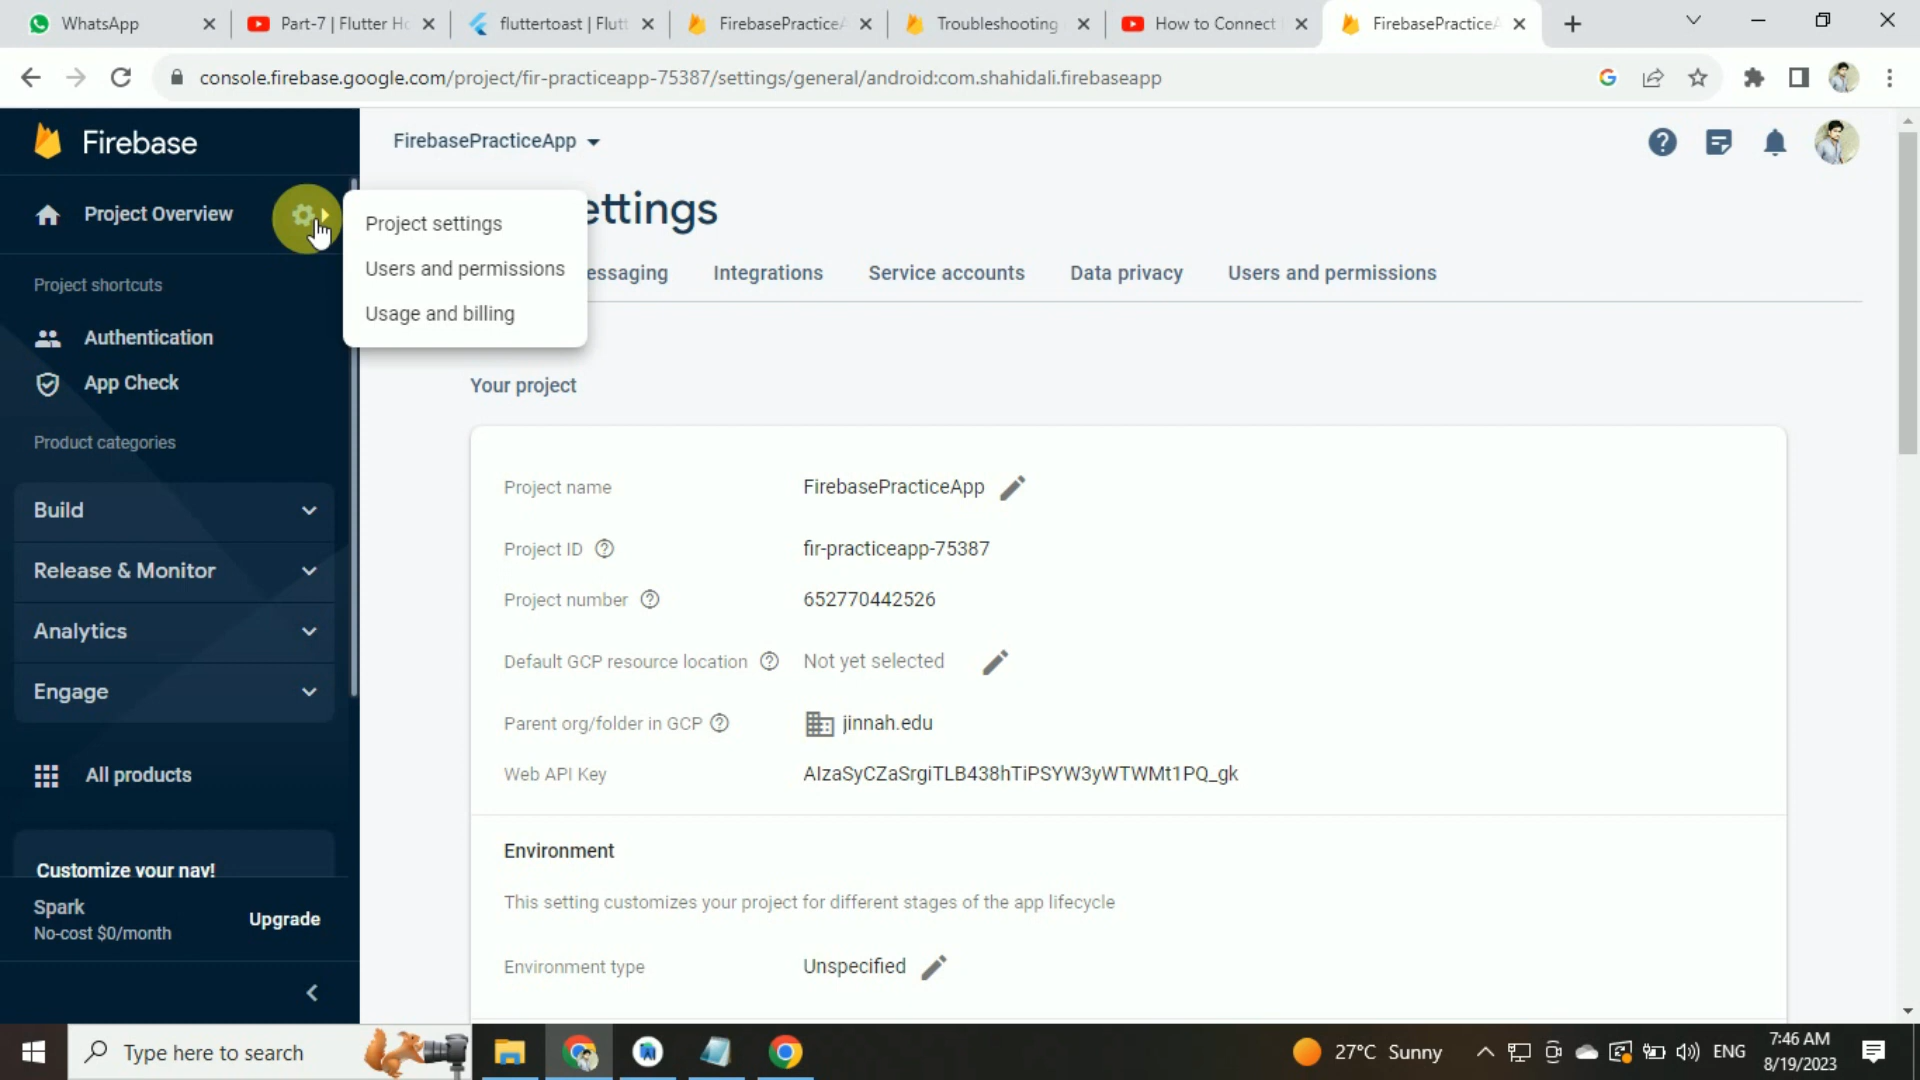 WhatsApp
Part-7 | Flutter Ho
fluttertoast | Flutt
FirebasePracticeA
Troubleshooting
How to Connect
FirebasePracticeA
console.firebase.google.com/project/fir-practiceapp-75387/settings/general/android:com.shahidali.firebaseapp
Firebase
FirebasePracticeApp
Project Overview
Project settings
Users and permissions
Usage and billing
ettings
essaging
Integrations
Service accounts
Data privacy
Users and permissions
Project shortcuts
Authentication
App Check
Product categories
Build
Release & Monitor
Analytics
Engage
All products
Customize your nav!
Spark
No-cost $0/month
Upgrade
Your project
Project name
FirebasePracticeApp
Project ID
fir-practiceapp-75387
Project number
652770442526
Default GCP resource location
Not yet selected
Parent org/folder in GCP
jinnah.edu
Web API Key
AIzaSyCZaSrgiTLB438hTiPSYW3yWTWMt1PQ_gk
Environment
This setting customizes your project for different stages of the app lifecycle
Environment type
Unspecified
Type here to search
27°C Sunny
ENG
7:46 AM
8/19/2023